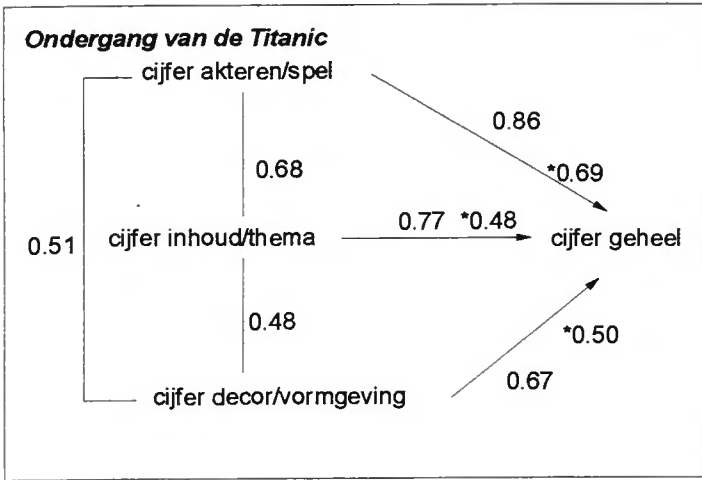 Ondergang van de Titanic
cijfer akteren/spel
0.86
*0.69
0.68
0.51 cijfer inhoud/thema 0.77 *0.48 cijfer geheel
0.48
*0.50
0.67
cijfer decor/vormgeving